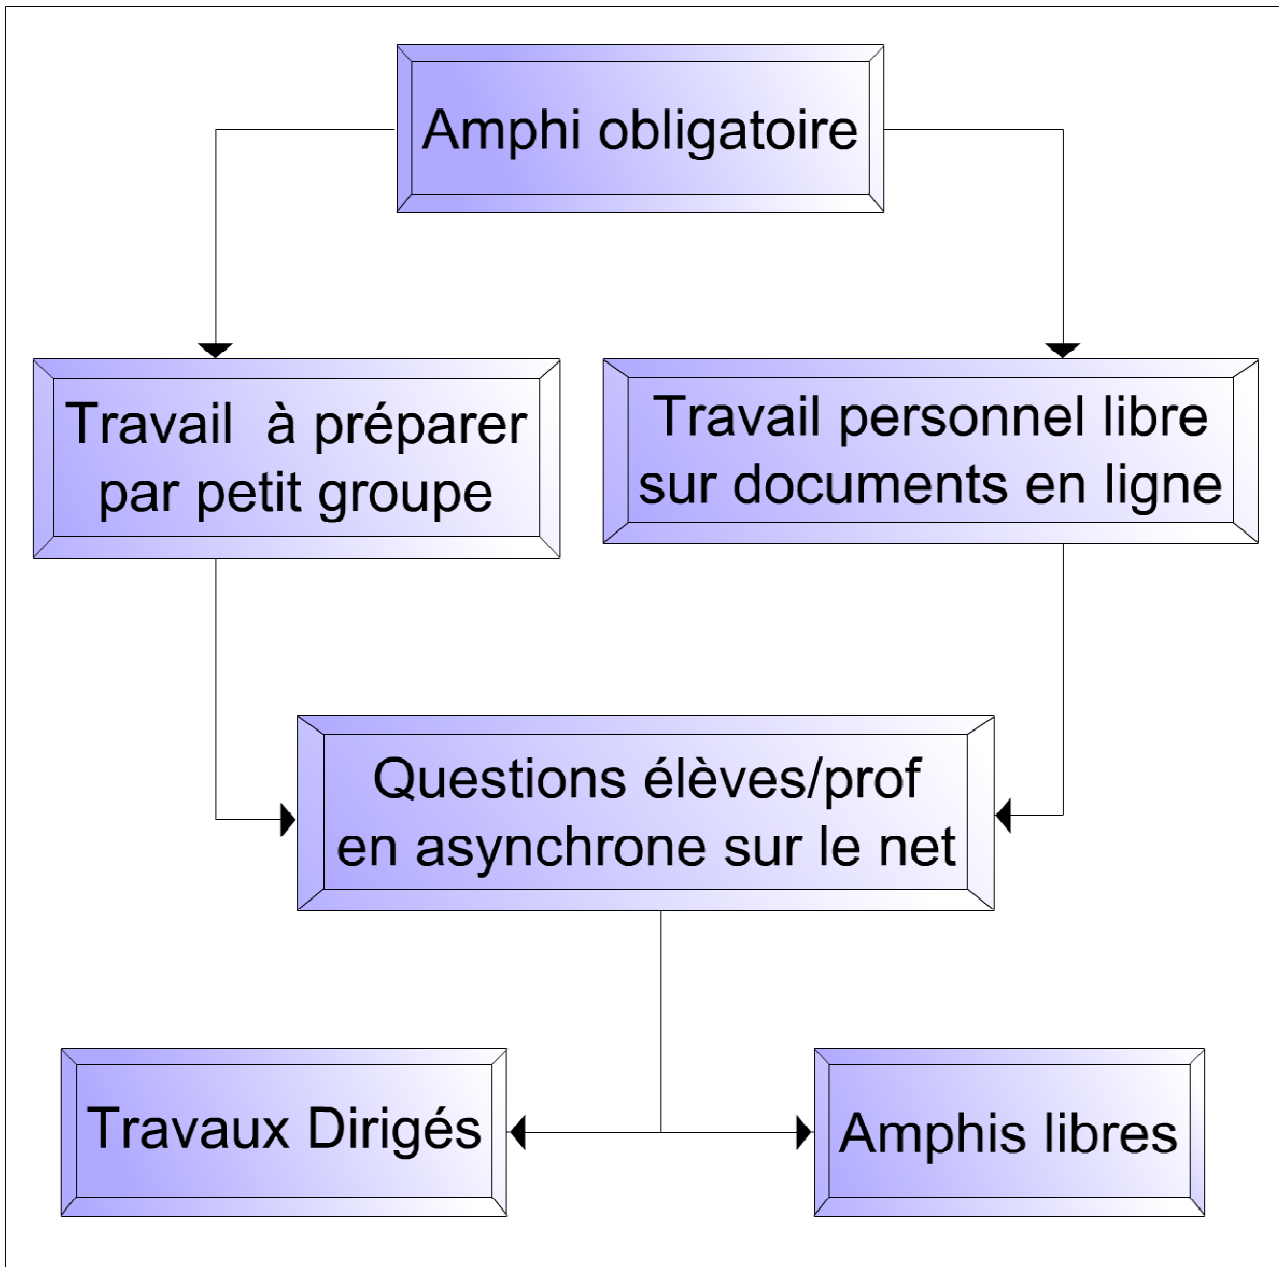 Amphi obligatoire
Travail à préparer
par petit groupe
Travail personnel libre
sur documents en ligne
Questions élèves/prof
en asynchrone sur le net
Travaux Dirigés
Amphis libres